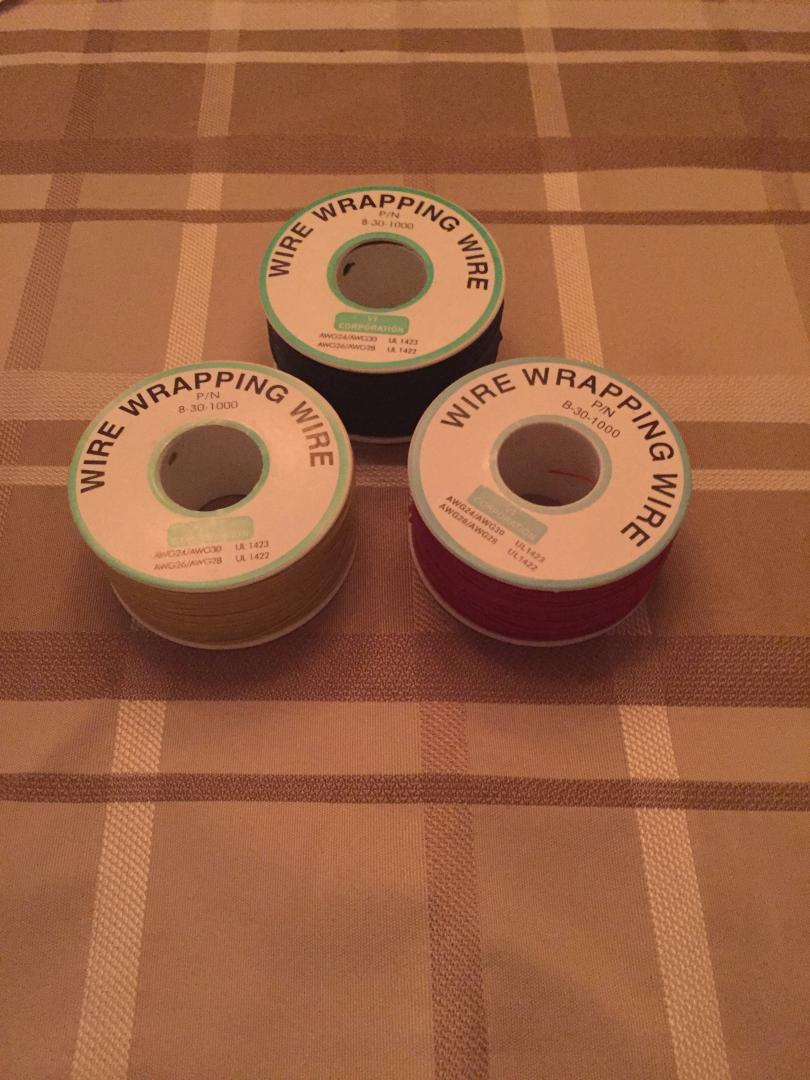 WIRE WRAPPING WIRE
P/N
B-30-1000
CORPORATION
AWG24/AWG30 UL 1423
AWG26/AWG28 UL 1422
WIRE WRAPPING WIRE
P/N
B-30-1000
AWG24/AWG30 UL 1423
AWG26/AWG28 UL 1422
WIRE WRAPPING WIRE
P/N
B-30-1000
CORPORATION
AWG24/AWG30 UL1423
AWG26/AWG28 UL1422